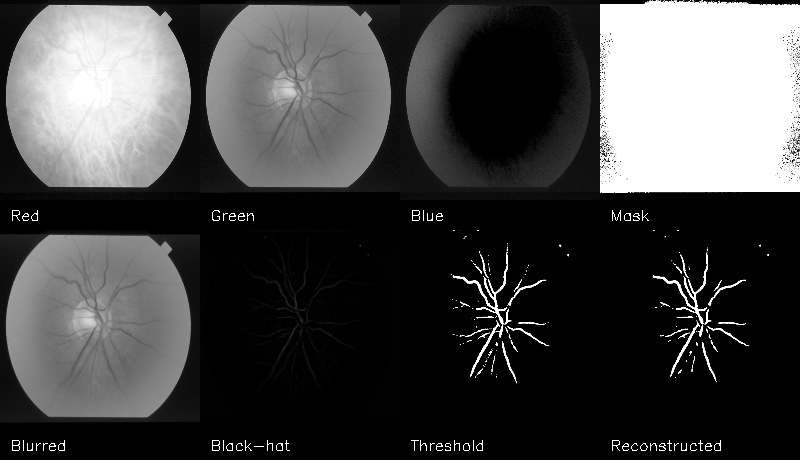 Red
Green
Blue
Mask
Blurred
Black-hat
Threshold
Reconstructed